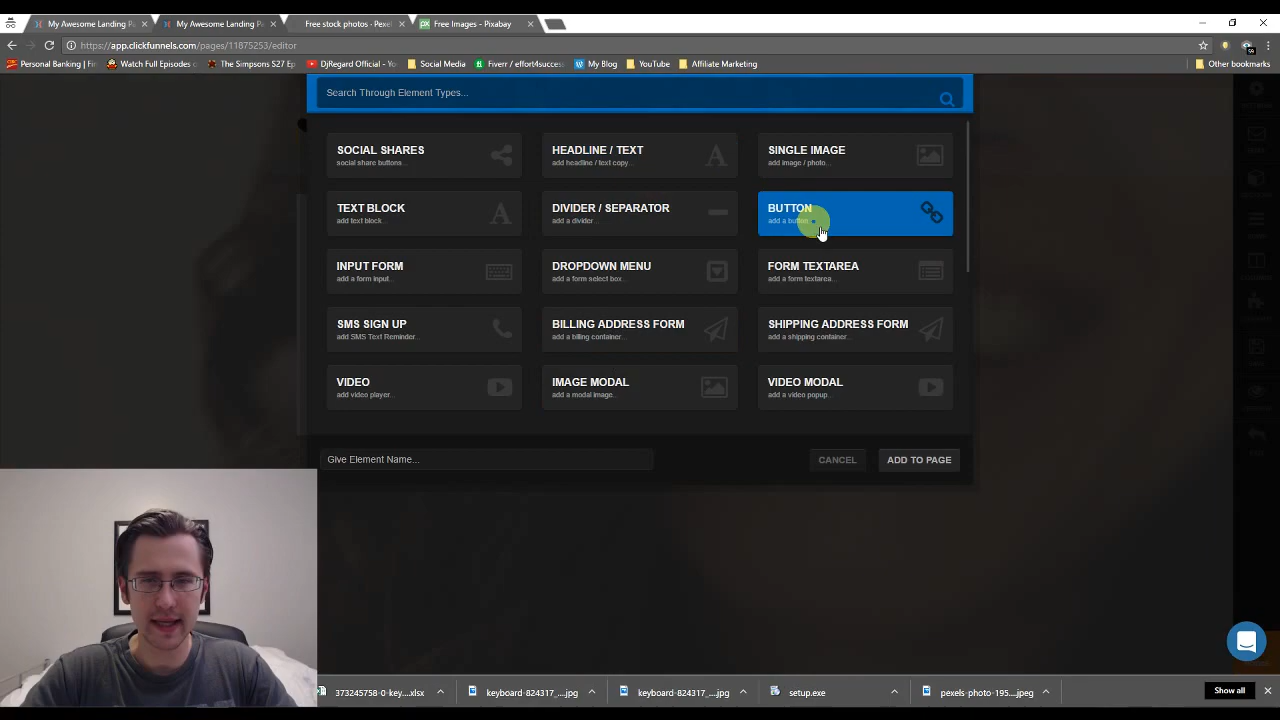 My Awesome Landing P
My Awesome Landing P
Free stock photos · Pexel
Free Images - Pixabay
https://app.clickfunnels.com/pages/11875253/editor
Personal Banking | Fi
Watch Full Episodes o
The Simpsons S27 Ep
DjRegard Official - Yo
Social Media
Fiverr / effort4success
My Blog
YouTube
Affiliate Marketing
Other bookmarks
Search Through Element Types...
SOCIAL SHARES
social share buttons...
HEADLINE / TEXT
add headline / text copy...
SINGLE IMAGE
add image / photo...
TEXT BLOCK
add text block...
DIVIDER / SEPARATOR
add a divider...
BUTTON
add a button...
INPUT FORM
add a form input...
DROPDOWN MENU
add a form select box...
FORM TEXTAREA
add a form textarea...
SMS SIGN UP
add SMS Text Reminder...
BILLING ADDRESS FORM
add a billing container...
SHIPPING ADDRESS FORM
add a shipping container...
VIDEO
add video player...
IMAGE MODAL
add a modal image...
VIDEO MODAL
add a video popup...
Give Element Name...
CANCEL
ADD TO PAGE
373245758-0-key....xlsx
keyboard-824317_...jpg
keyboard-824317_...jpg
setup.exe
pexels-photo-195...jpeg
Show all